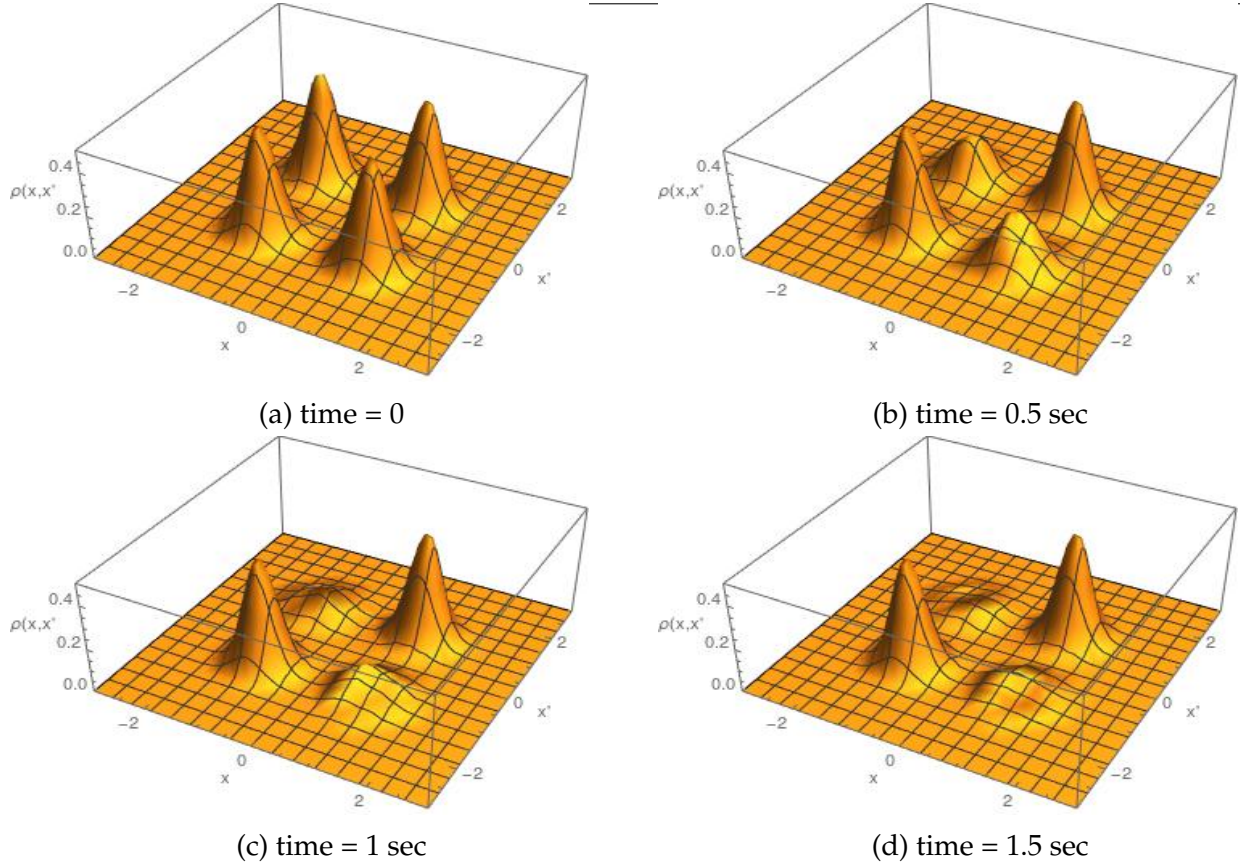 0.4
ρ(x,x'
0.2
0.0
−2
0
x
2
2
0
x'
−2
(a) time = 0
0.4
ρ(x,x'
0.2
0.0
−2
0
x
2
2
0
x'
−2
(b) time = 0.5 sec
0.4
ρ(x,x'
0.2
0.0
−2
0
x
2
2
0
x'
−2
(c) time = 1 sec
0.4
ρ(x,x'
0.2
0.0
−2
0
x
2
2
0
x'
−2
(d) time = 1.5 sec